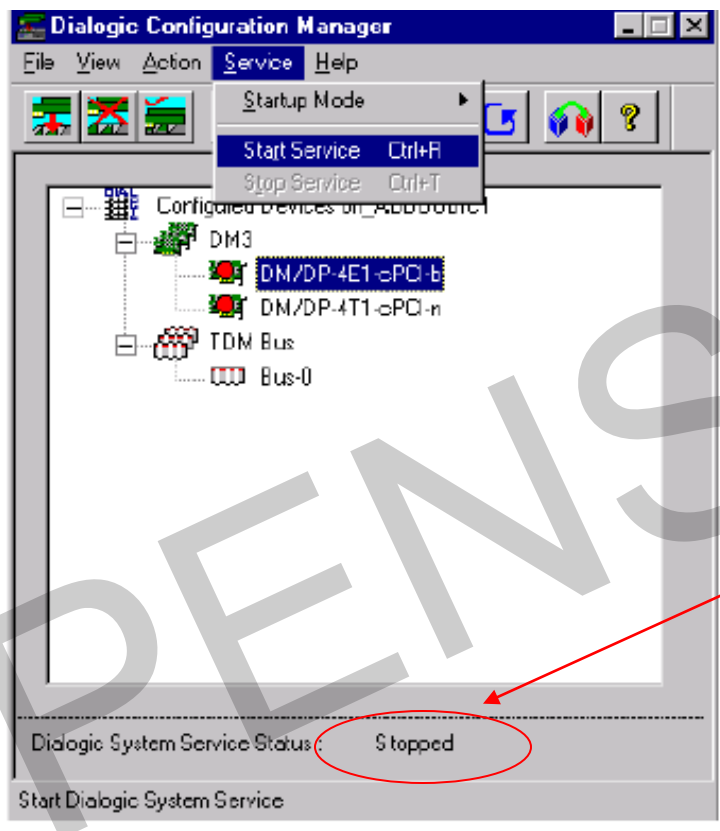 Dialogic Configuration Manager
File View Action Service Help
Startup Mode
Start Service Ctrl+R
Stop Service Ctrl+T
DIAL
Configured Devices on
DM3
DM/DP-4E1-cPCI-b
DM/DP-4T1-cPCI-n
TDM Bus
Bus-0
Dialogic System Service Status : Stopped
Start Dialogic System Service
PENS